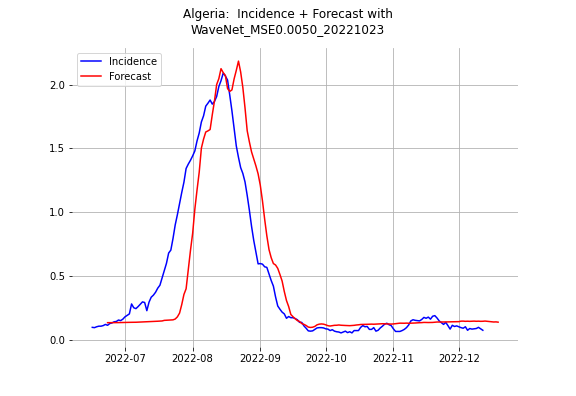 Algeria:  Incidence + Forecast with
WaveNet_MSE0.0050_20221023
Incidence
Forecast
2.0
1.5
1.0
0.5
0.0
2022-07 2022-08 2022-09 2022-10 2022-11 2022-12